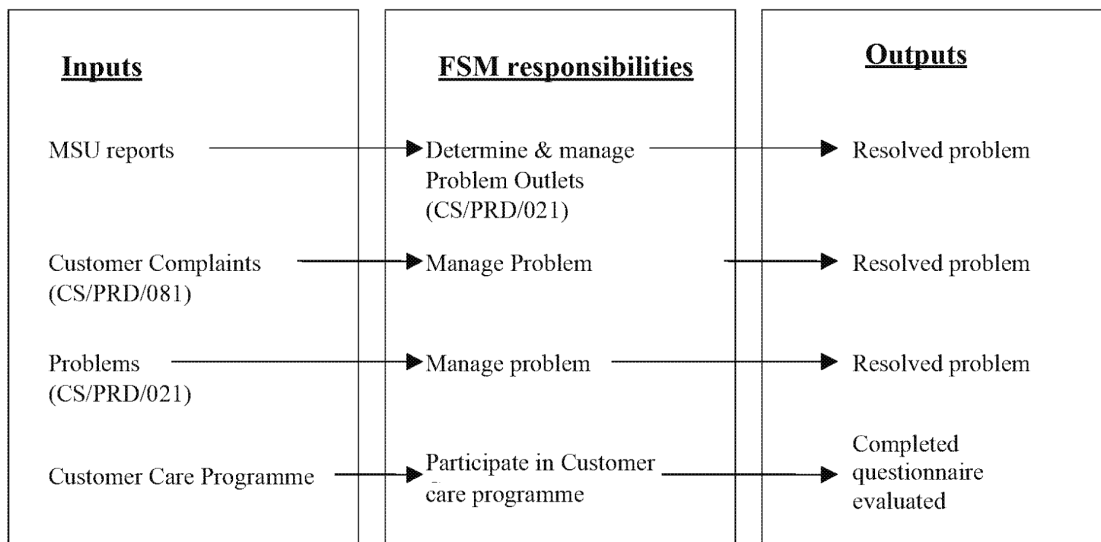 Inputs
MSU reports
Customer Complaints
(CS/PRD/081)
Problems
(CS/PRD/021)
Customer Care Programme
FSM responsibilities
Determine & manage
Problem Outlets
(CS/PRD/021)
Manage Problem
Manage problem
Participate in Customer
care programme
Outputs
Resolved problem
Resolved problem
Resolved problem
Completed
questionnaire
evaluated